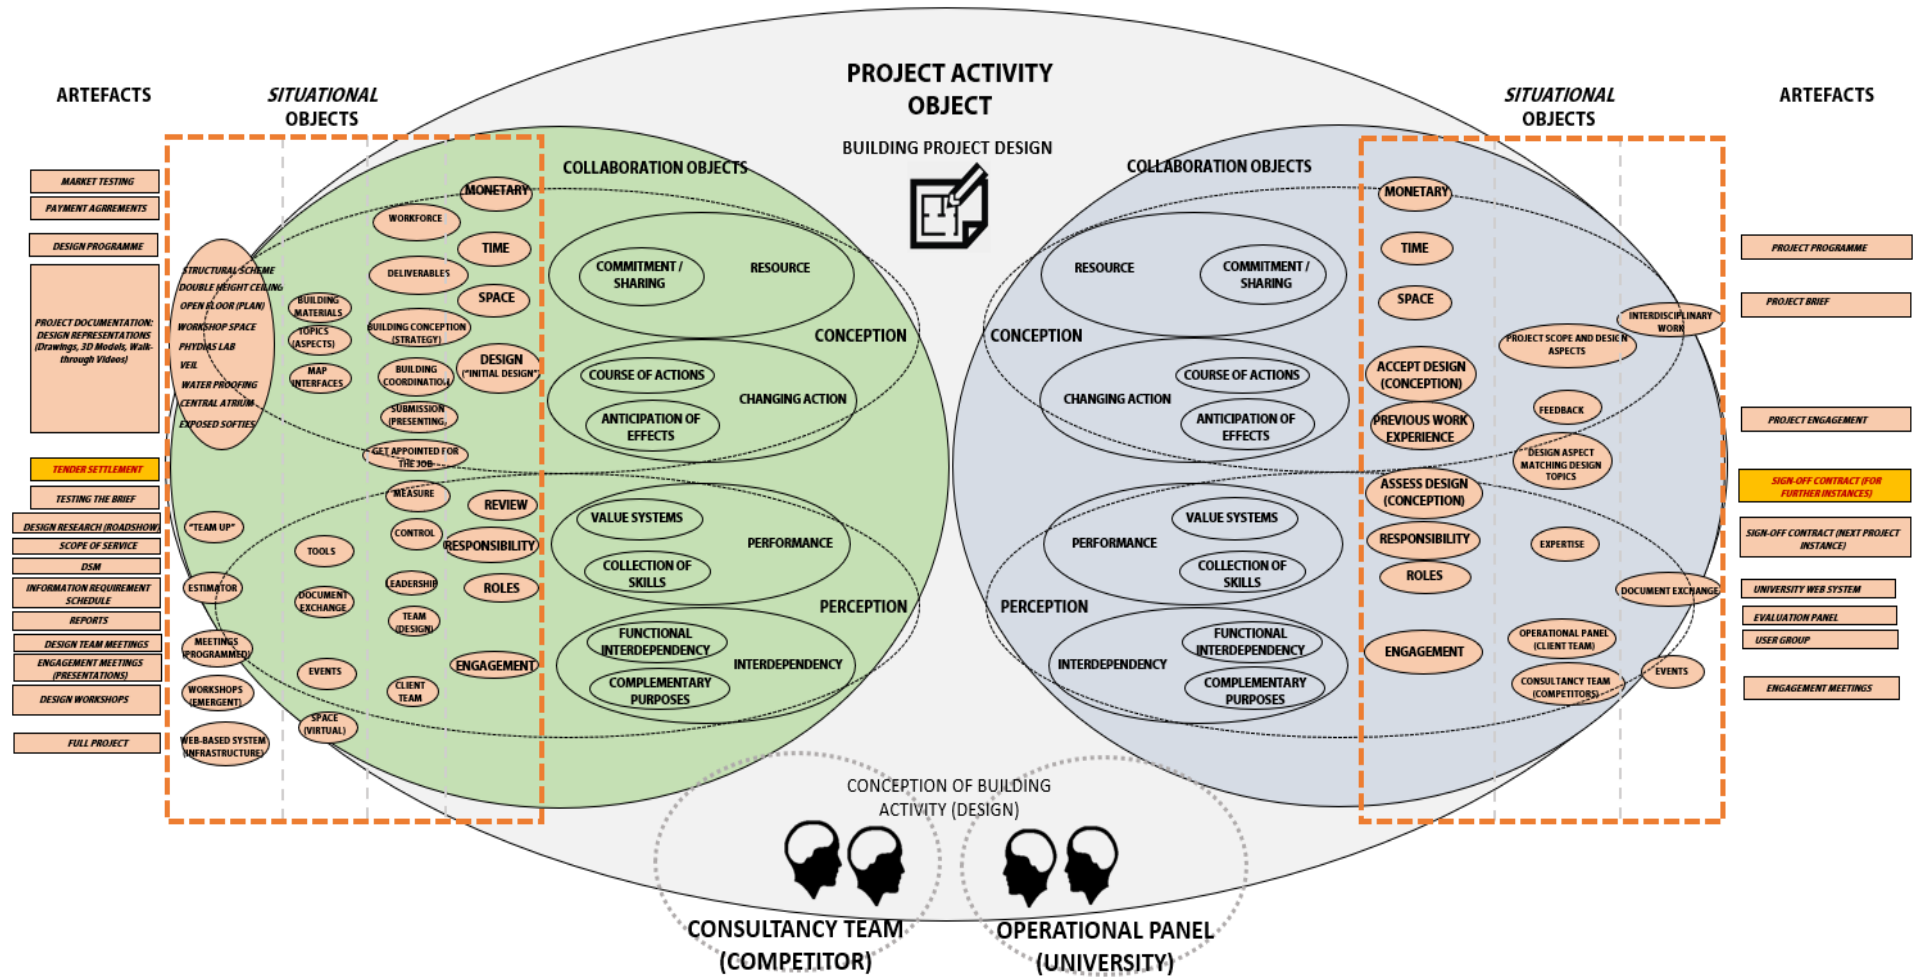 PROJECT ACTIVITY
OBJECT
BUILDING PROJECT DESIGN
ARTEFACTS
SITUATIONAL
OBJECTS
MARKET TESTING
PAYMENT AGRREMENTS
DESIGN PROGRAMME
PROJECT DOCUMENTATION:
DESIGN REPRESENTATIONS
(Drawings, 3D Models, Walk-
through Videos)
TENDER SETTLEMENT
TESTING THE BRIEF
DESIGN RESEARCH (ROADSHOW)
SCOPE OF SERVICE
DSM
INFORMATION REQUIREMENT
SCHEDULE
REPORTS
DESIGN TEAM MEETINGS
ENGAGEMENT MEETINGS
(PRESENTATIONS)
DESIGN WORKSHOPS
FULL PROJECT
STRUCTURAL SCHEME
DOUBLE HEIGHT CEILING
OPEN FLOOR (PLAN)
WORKSHOP SPACE
PHYDIAS LAB
VEIL
WATER PROOFING
CENTRAL ATRIUM
EXPOSED SOFTIES
"TEAM UP"
ESTIMATOR
MEETINGS
(PROGRAMMED)
WORKSHOPS
(EMERGENT)
WEB-BASED SYSTEM
(INFRASTRUCTURE)
BUILDING
MATERIALS
TOPICS
(ASPECTS)
MAP
INTERFACES
TOOLS
DOCUMENT
EXCHANGE
EVENTS
SPACE
(VIRTUAL)
WORKFORCE
DELIVERABLES
BUILDING CONCEPTION
(STRATEGY)
BUILDING
COORDINATION
SUBMISSION
(PRESENTING,
GET APPOINTED FOR
THE JOB
MEASURE
CONTROL
LEADERSHIP
TEAM
(DESIGN)
CLIENT
TEAM
MONETARY
TIME
SPACE
DESIGN
("INITIAL DESIGN")
REVIEW
RESPONSIBILITY
ROLES
ENGAGEMENT
COLLABORATION OBJECTS
COMMITMENT /
SHARING
RESOURCE
CONCEPTION
COURSE OF ACTIONS
CHANGING ACTION
ANTICIPATION OF
EFFECTS
VALUE SYSTEMS
PERFORMANCE
COLLECTION OF
SKILLS
PERCEPTION
FUNCTIONAL
INTERDEPENDENCY
INTERDEPENDENCY
COMPLEMENTARY
PURPOSES
COLLABORATION OBJECTS
RESOURCE
COMMITMENT /
SHARING
CONCEPTION
COURSE OF ACTIONS
CHANGING ACTION
ANTICIPATION OF
EFFECTS
VALUE SYSTEMS
PERFORMANCE
COLLECTION OF
SKILLS
PERCEPTION
FUNCTIONAL
INTERDEPENDENCY
INTERDEPENDENCY
COMPLEMENTARY
PURPOSES
SITUATIONAL
OBJECTS
MONETARY
TIME
SPACE
ACCEPT DESIGN
(CONCEPTION)
PREVIOUS WORK
EXPERIENCE
ASSESS DESIGN
(CONCEPTION)
RESPONSIBILITY
ROLES
ENGAGEMENT
PROJECT SCOPE AND DESIGN
ASPECTS
FEEDBACK
DESIGN ASPECT
MATCHING DESIGN
TOPICS
EXPERTISE
OPERATIONAL PANEL
(CLIENT TEAM)
CONSULTANCY TEAM
(COMPETITORS)
INTERDISCIPLINARY
WORK
DOCUMENT EXCHANGE
EVENTS
ARTEFACTS
PROJECT PROGRAMME
PROJECT BRIEF
PROJECT ENGAGEMENT
SIGN-OFF CONTRACT (FOR
FURTHER INSTANCES)
SIGN-OFF CONTRACT (NEXT PROJECT
INSTANCE)
UNIVERSITY WEB SYSTEM
EVALUATION PANEL
USER GROUP
ENGAGEMENT MEETINGS
CONCEPTION OF BUILDING
ACTIVITY (DESIGN)
CONSULTANCY TEAM
(COMPETITOR)
OPERATIONAL PANEL
(UNIVERSITY)